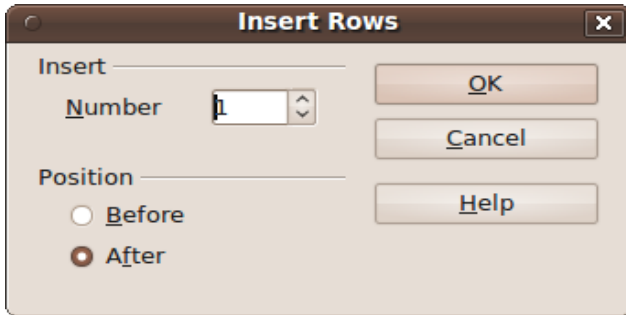 Insert Rows
Insert
Number 1
Position
Before
After
OK
Cancel
Help